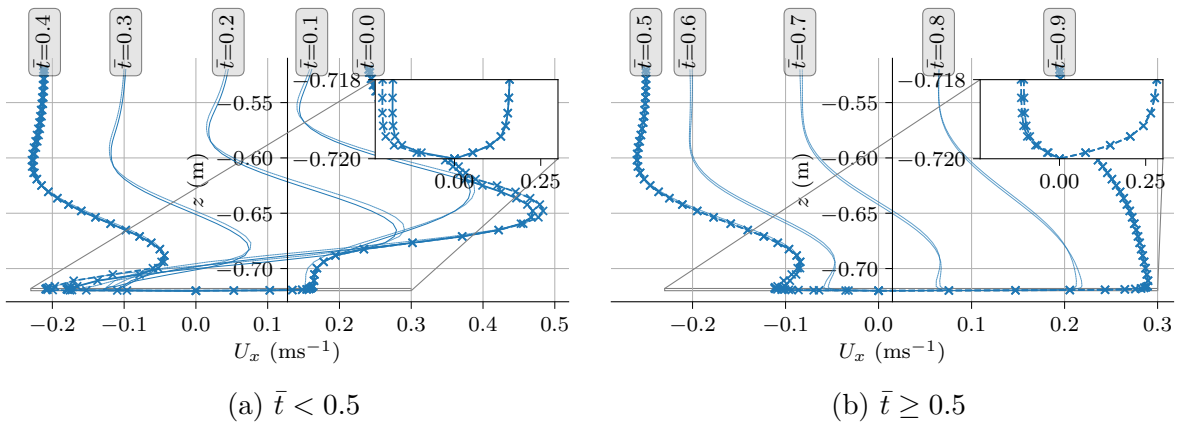 t̄=0.4
t̄=0.3
t̄=0.2
t̄=0.1
t̄=0.0
−0.55
−0.60
−0.65
−0.70
z (m)
−0.718
−0.720
0.00 0.25
−0.2 −0.1 0.0 0.1 0.2 0.3 0.4 0.5
U_x (ms⁻¹)
(a) t̄ < 0.5
t̄=0.5
t̄=0.6
t̄=0.7
t̄=0.8
t̄=0.9
−0.55
−0.60
−0.65
−0.70
z (m)
−0.718
−0.720
0.00 0.25
−0.2 −0.1 0.0 0.1 0.2 0.3
U_x (ms⁻¹)
(b) t̄ ≥ 0.5